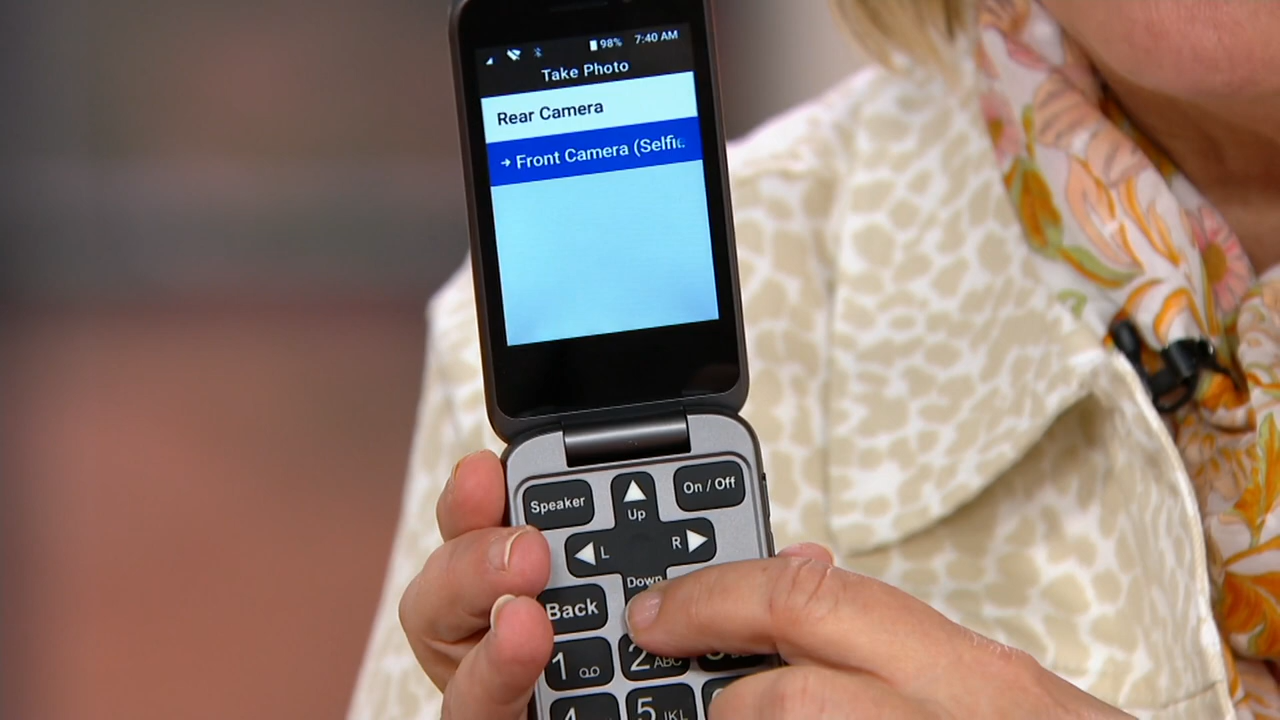 98% 7:40 AM
Take Photo
Rear Camera
→ Front Camera (Selfi
Speaker
Up
On / Off
L
R
Down
Back
1
2 ABC
5 JKL